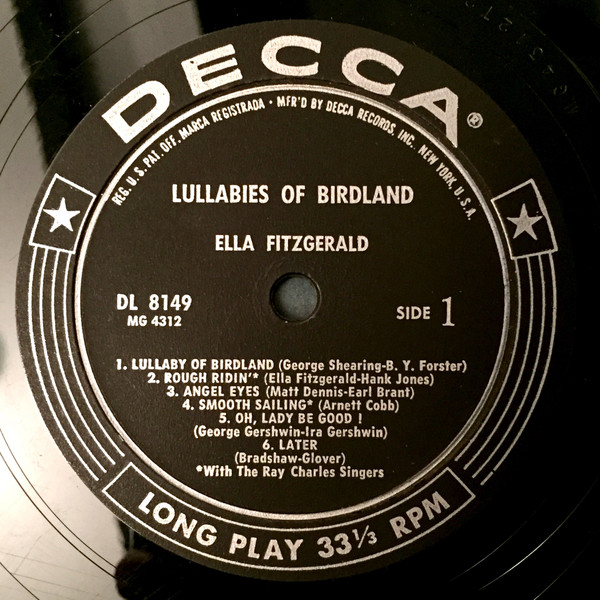 DECCA®
REG. U.S. PAT. OFF. MARCA REGISTRADA • MFR'D BY DECCA RECORDS, INC., NEW YORK, U.S.A.
LULLABIES OF BIRDLAND
ELLA FITZGERALD
DL 8149
MG 4312
SIDE 1
1. LULLABY OF BIRDLAND (George Shearing-B. Y. Forster)
2. ROUGH RIDIN'* (Ella Fitzgerald-Hank Jones)
3. ANGEL EYES (Matt Dennis-Earl Brant)
4. SMOOTH SAILING* (Arnett Cobb)
5. OH, LADY BE GOOD !
(George Gershwin-Ira Gershwin)
6. LATER
(Bradshaw-Glover)
*With The Ray Charles Singers
LONG PLAY 33⅓ RPM